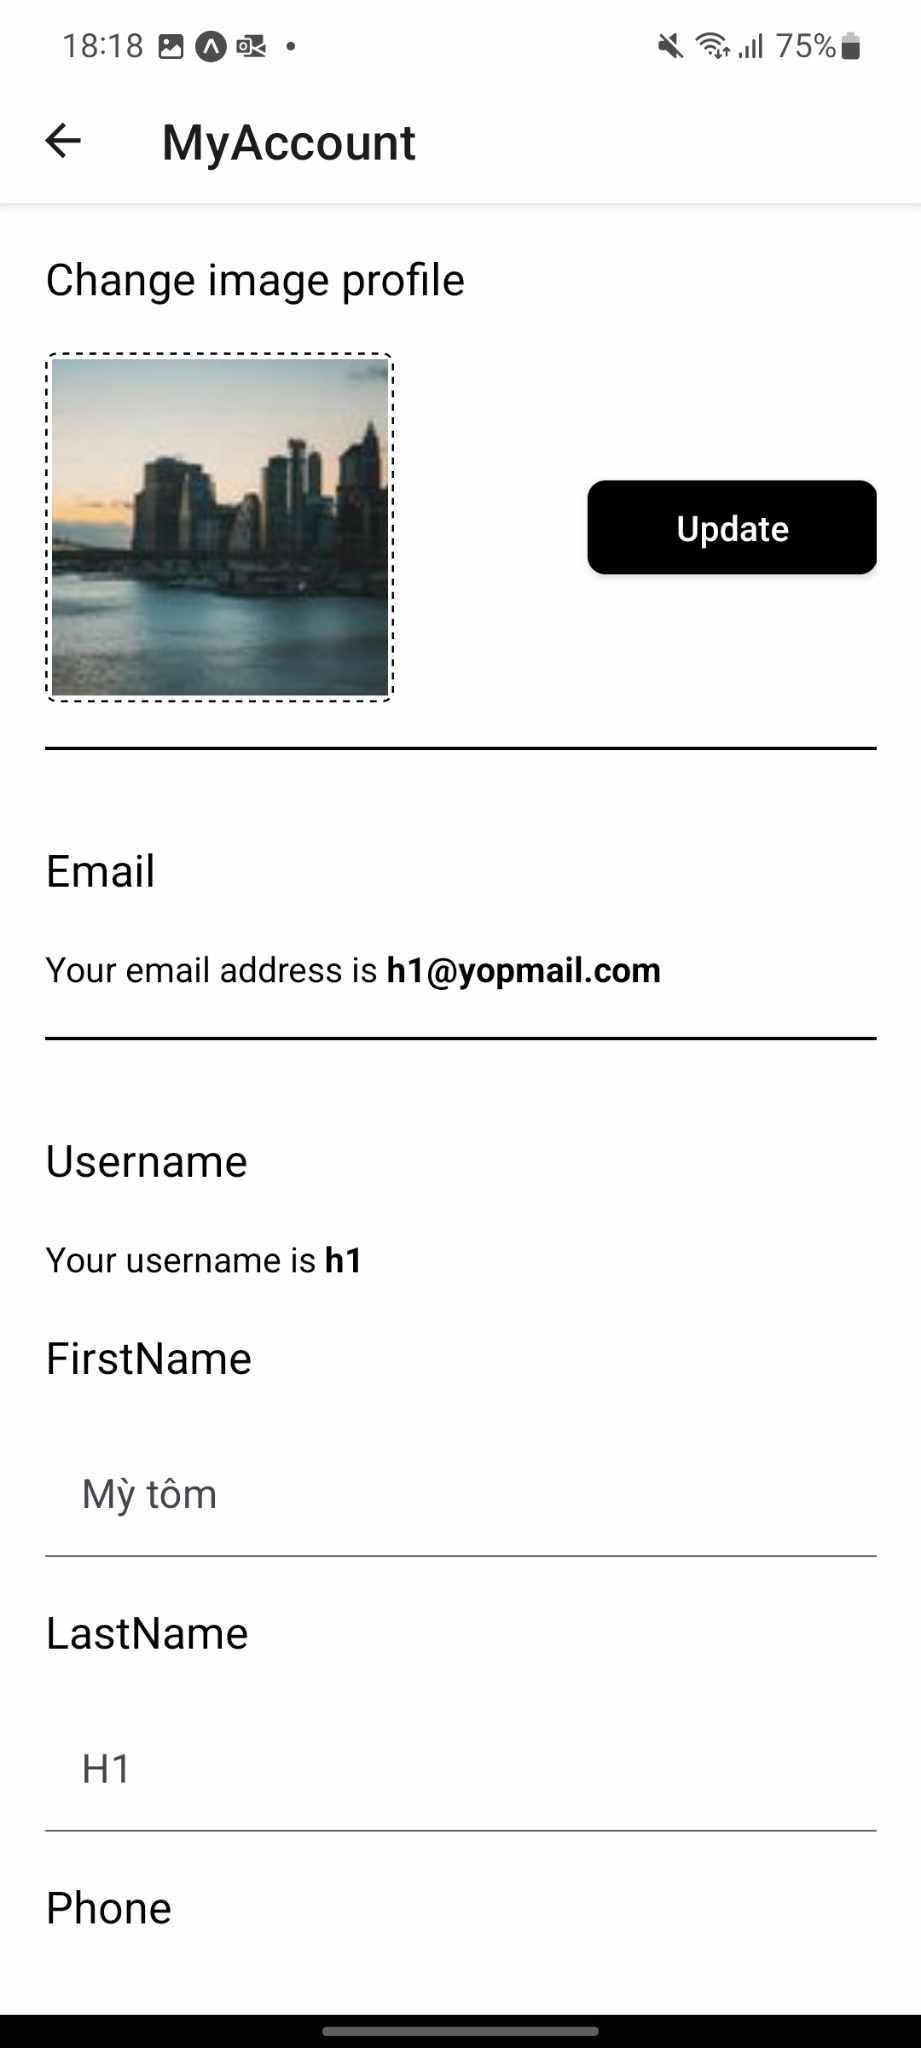 18:18 75%
MyAccount
Change image profile
Update
Email
Your email address is h1@yopmail.com
Username
Your username is h1
FirstName
Mỳ tôm
LastName
H1
Phone